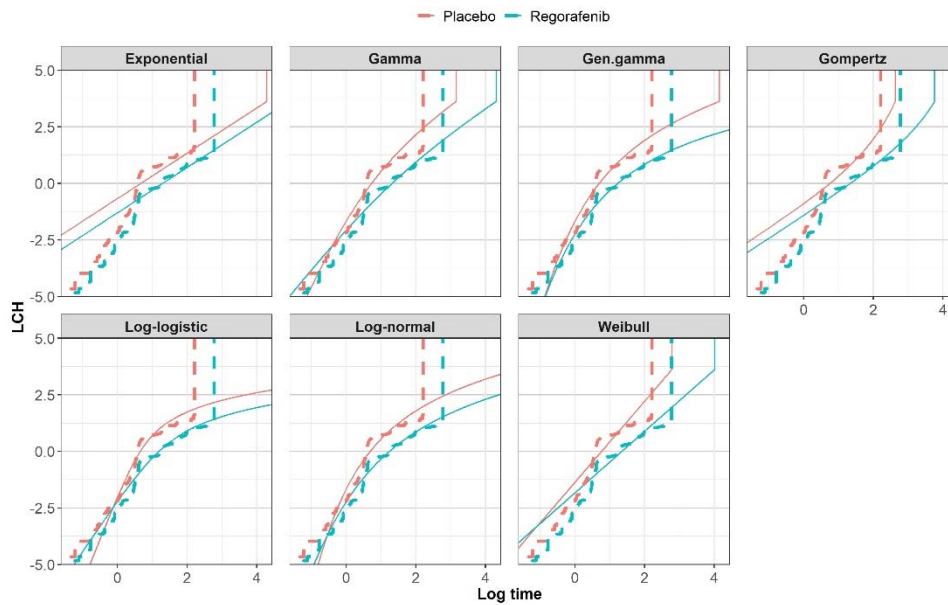 Placebo Regorafenib
Exponential Gamma Gen.gamma Gompertz
5.0
2.5
0.0
-2.5
-5.0
0 2 4
Log-logistic Log-normal Weibull
5.0
2.5
0.0
-2.5
-5.0
0 2 4 0 2 4 0 2 4
LCH
Log time